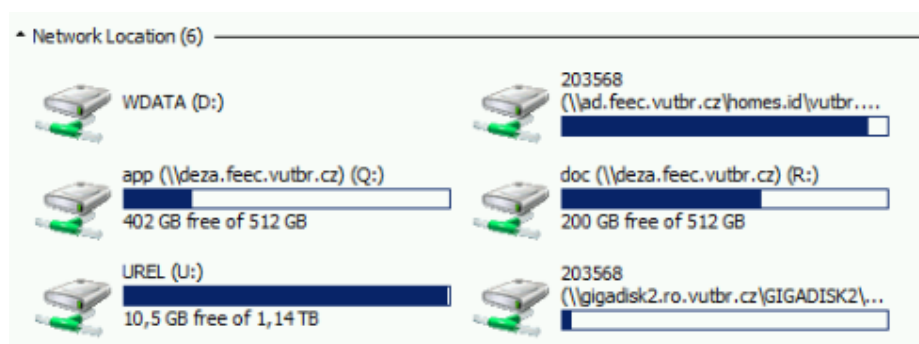 Network Location (6)
WDATA (D:)
203568
(\\ad.feec.vutbr.cz\homes.id\vutbr....
app (\\deza.feec.vutbr.cz) (Q:)
402 GB free of 512 GB
doc (\\deza.feec.vutbr.cz) (R:)
200 GB free of 512 GB
UREL (U:)
10,5 GB free of 1,14 TB
203568
(\\gigadisk2.ro.vutbr.cz\GIGADISK2\...